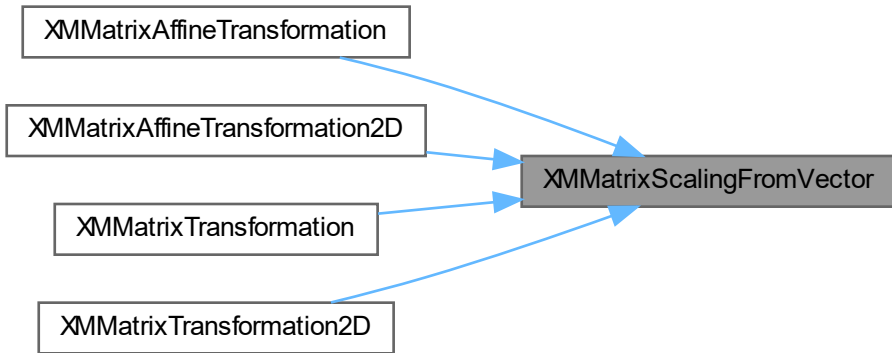 XMMatrixAffineTransformation
XMMatrixAffineTransformation2D
XMMatrixScalingFromVector
XMMatrixTransformation
XMMatrixTransformation2D